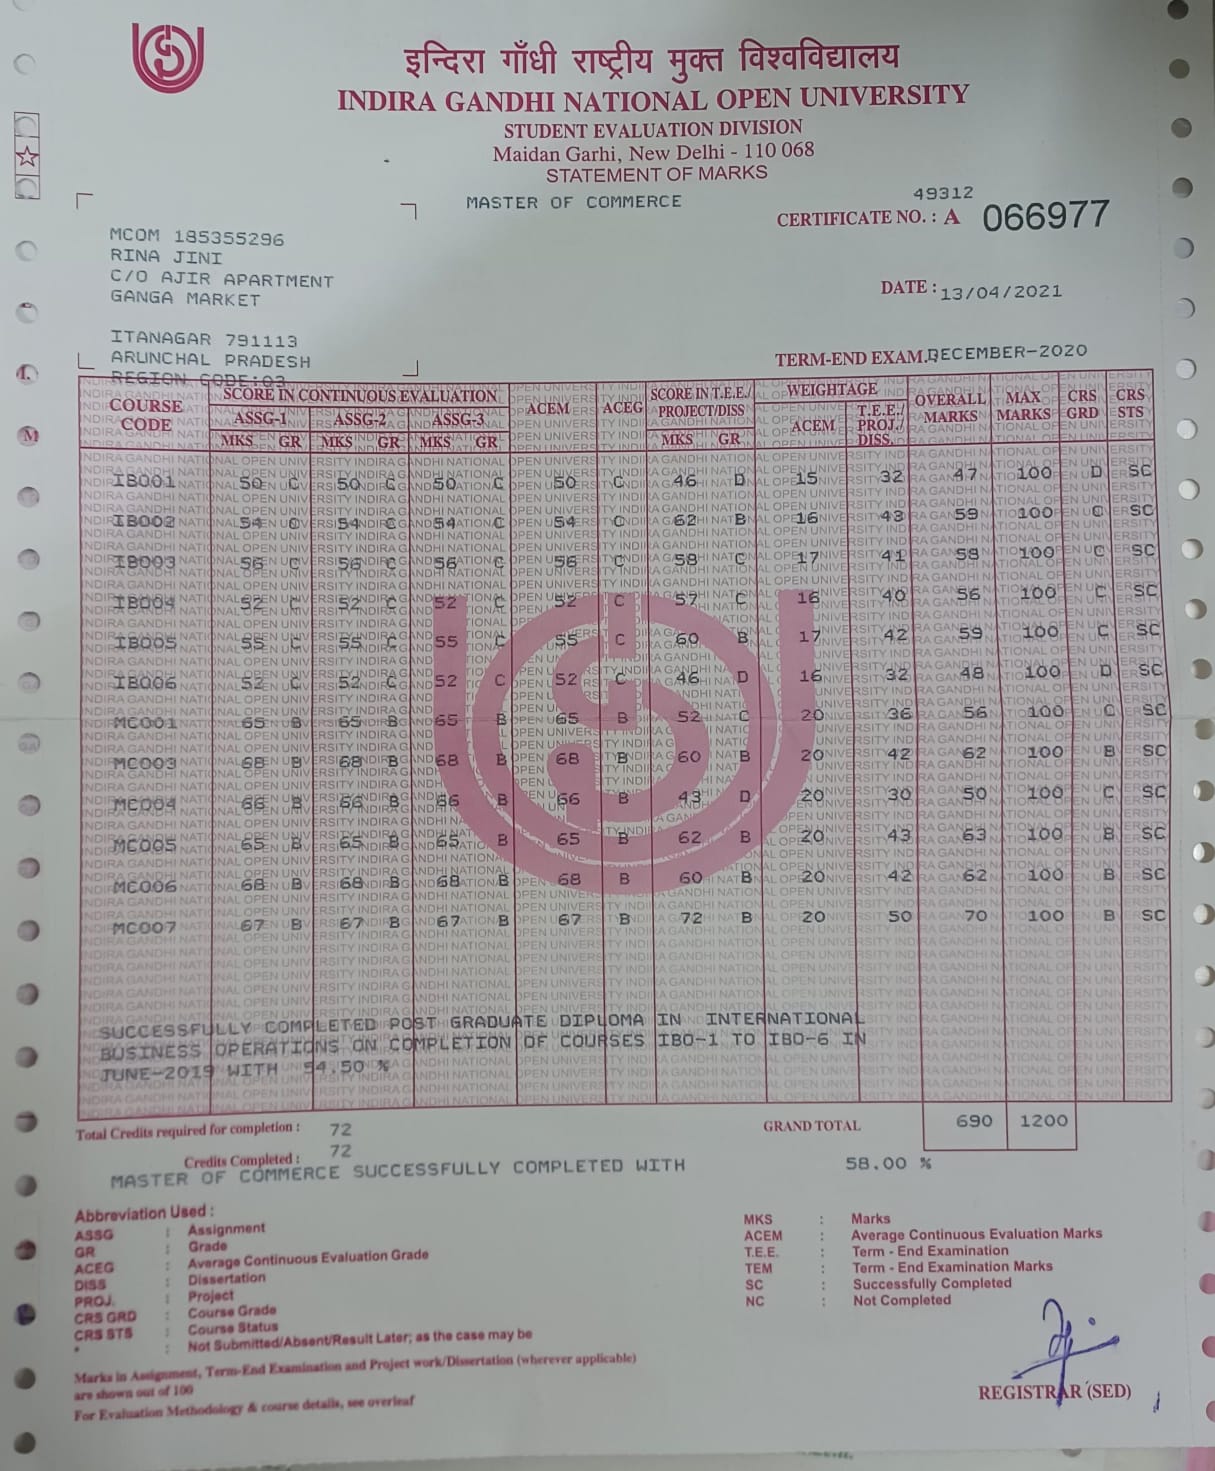 इन्दिरा गाँधी राष्ट्रीय मुक्त विश्वविद्यालय
INDIRA GANDHI NATIONAL OPEN UNIVERSITY
STUDENT EVALUATION DIVISION
Maidan Garhi, New Delhi - 110 068
STATEMENT OF MARKS
MASTER OF COMMERCE
49312
CERTIFICATE NO. : A 066977
MCOM 185355296
RINA JINI
C/O AJIR APARTMENT
GANGA MARKET
DATE : 13/04/2021
ITANAGAR 791113
ARUNCHAL PRADESH
REGION CODE:03
TERM-END EXAM. DECEMBER-2020
COURSE CODE SCORE IN CONTINUOUS EVALUATION ACEM ACEG SCORE IN T.E.E./ PROJECT/DISS WEIGHTAGE OVERALL MARKS MAX MARKS CRS GRD CRS STS
ASSG-1 ASSG-2 ASSG-3 ACEM T.E.E./ PROJ./ DISS.
MKS GR MKS GR MKS GR MKS GR
IBO01 50 C 50 C 50 C 50 C 46 D 15 32 47 100 D SC
IBO02 54 C 54 C 54 C 54 C 62 B 16 43 59 100 C SC
IBO03 56 C 56 C 56 C 56 C 58 C 17 41 58 100 C SC
IBO04 52 C 52 C 52 C 52 C 57 C 16 40 56 100 C SC
IBO05 55 C 55 C 55 C 55 C 60 B 17 42 59 100 C SC
IBO06 52 C 52 C 52 C 52 C 46 D 16 32 48 100 D SC
MCO01 65 B 65 B 65 B 65 B 52 C 20 36 56 100 C SC
MCO03 68 B 68 B 68 B 68 B 60 B 20 42 62 100 B SC
MCO04 66 B 66 B 66 B 66 B 43 D 20 30 50 100 C SC
MCO05 65 B 65 B 65 B 65 B 62 B 20 43 63 100 B SC
MCO06 68 B 68 B 68 B 68 B 60 B 20 42 62 100 B SC
MCO07 67 B 67 B 67 B 67 B 72 B 20 50 70 100 B SC
SUCCESSFULLY COMPLETED POST GRADUATE DIPLOMA IN INTERNATIONAL
BUSINESS OPERATIONS ON COMPLETION OF COURSES IBO-1 TO IBO-6 IN
JUNE-2019 WITH 54.50 %
Total Credits required for completion : 72
GRAND TOTAL 690 1200
Credits Completed : 72
MASTER OF COMMERCE SUCCESSFULLY COMPLETED WITH 58.00 %
Abbreviation Used :
ASSG : Assignment
GR : Grade
ACEG : Average Continuous Evaluation Grade
DISS : Dissertation
PROJ. : Project
CRS GRD : Course Grade
CRS STS : Course Status
* : Not Submitted/Absent/Result Later; as the case may be
MKS : Marks
ACEM : Average Continuous Evaluation Marks
T.E.E. : Term - End Examination
TEM : Term - End Examination Marks
SC : Successfully Completed
NC : Not Completed
Marks in Assignment, Term-End Examination and Project work/Dissertation (wherever applicable)
are shown out of 100
For Evaluation Methodology & course details, see overleaf
REGISTRAR (SED)